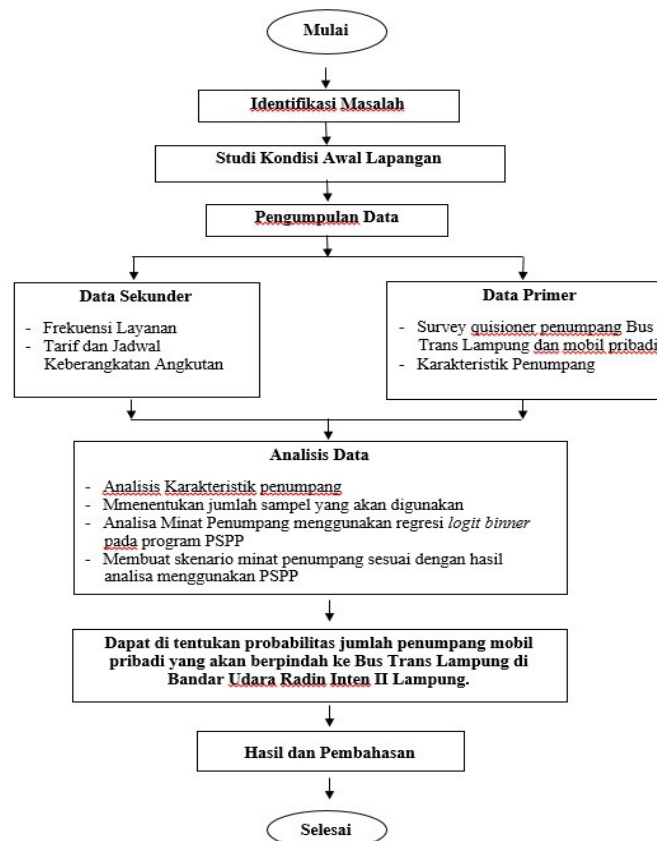 Mulai
Identifikasi Masalah
Studi Kondisi Awal Lapangan
Pengumpulan Data
Data Sekunder
- Frekuensi Layanan
- Tarif dan Jadwal
Keberangkatan Angkutan
Data Primer
- Survey quisioner penumpang Bus
Trans Lampung dan mobil pribadi
- Karakteristik Penumpang
Analisis Data
- Analisis Karakteristik penumpang
- Mmenentukan jumlah sampel yang akan digunakan
- Analisa Minat Penumpang menggunakan regresi logit binner
pada program PSPP
- Membuat skenario minat penumpang sesuai dengan hasil
analisa menggunakan PSPP
Dapat di tentukan probabilitas jumlah penumpang mobil
pribadi yang akan berpindah ke Bus Trans Lampung di
Bandar Udara Radin Inten II Lampung.
Hasil dan Pembahasan
Selesai